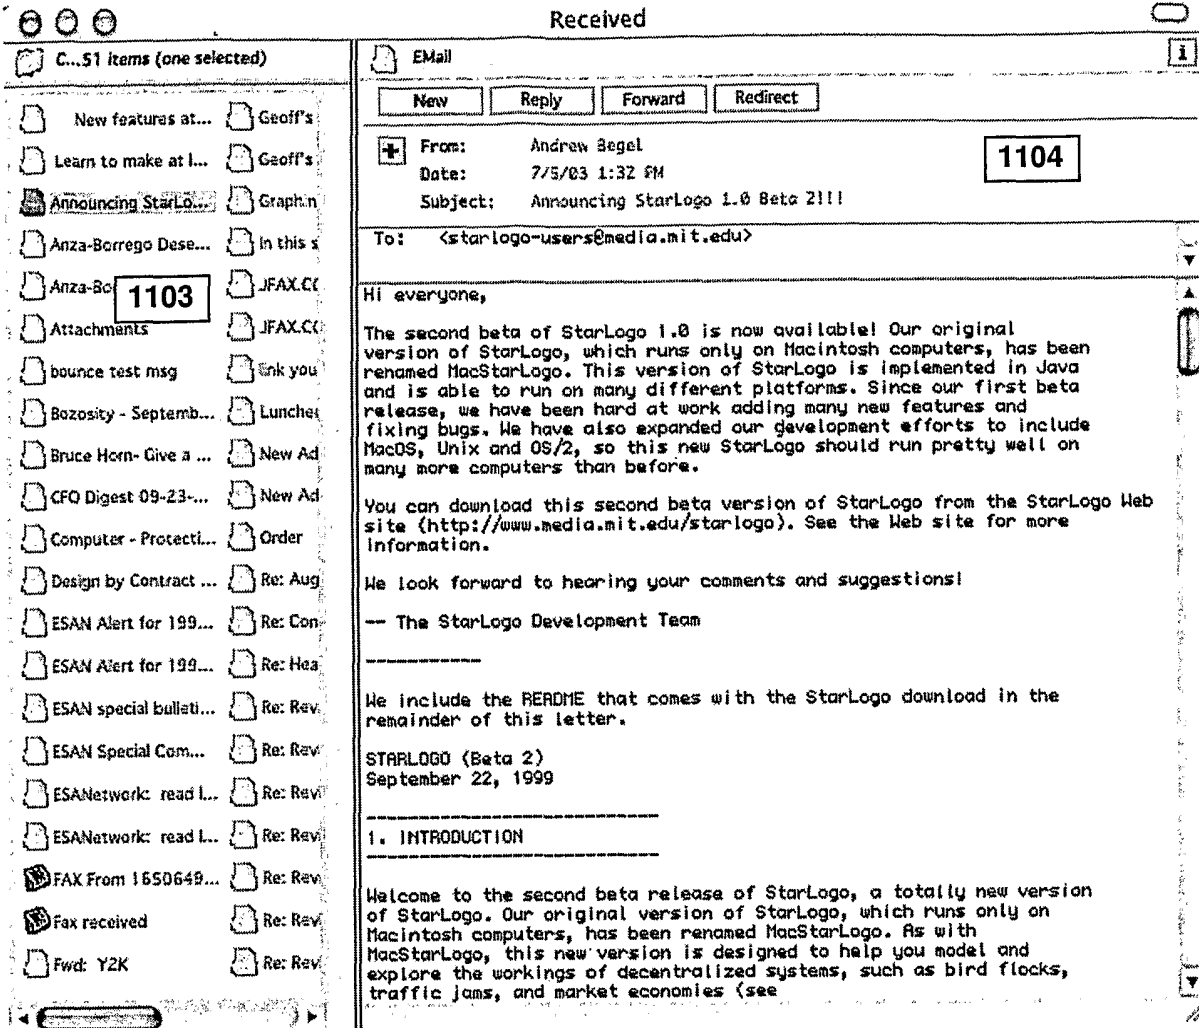 Received
C...51 items (one selected)
New features at...
Learn to make at l...
Announcing StarLo...
Anza-Borrego Dese...
Anza-Bo
1103
Attachments
bounce test msg
Bozosity - Septemb...
Bruce Horn- Give a ...
CFO Digest 09-23-...
Computer - Protecti...
Design by Contract ...
ESAN Alert for 199...
ESAN Alert for 199...
ESAN special bulleti...
ESAN Special Com...
ESANetwork: read l...
ESANetwork: read l...
FAX From 1650649...
Fax received
Fwd: Y2K
Geoff's
Geoff's
Graphin
In this s
JFAX.C
JFAX.C
link you
Lunche
New Ad
New Ad
Order
Re: Aug
Re: Con
Re: Hea
Re: Rev
Re: Rev
Re: Revi
Re: Revi
Re: Rev
Re: Rev
Re: Rev
EMail
i
New Reply Forward Redirect
From: Andrew Begel
1104
Date: 7/5/03 1:32 PM
Subject: Announcing StarLogo 1.0 Beta 2!!!
To: <starlogo-users@media.mit.edu>
Hi everyone,
The second beta of StarLogo 1.0 is now available! Our original
version of StarLogo, which runs only on Macintosh computers, has been
renamed MacStarLogo. This version of StarLogo is implemented in Java
and is able to run on many different platforms. Since our first beta
release, we have been hard at work adding many new features and
fixing bugs. We have also expanded our development efforts to include
MacOS, Unix and OS/2, so this new StarLogo should run pretty well on
many more computers than before.
You can download this second beta version of StarLogo from the StarLogo Web
site (http://www.media.mit.edu/starlogo). See the Web site for more
information.
We look forward to hearing your comments and suggestions!
-- The StarLogo Development Team
------------
We include the README that comes with the StarLogo download in the
remainder of this letter.
STARLOGO (Beta 2)
September 22, 1999
------------------------------
1. INTRODUCTION
------------------------------
Welcome to the second beta release of StarLogo, a totally new version
of StarLogo. Our original version of StarLogo, which runs only on
Macintosh computers, has been renamed MacStarLogo. As with
MacStarLogo, this new version is designed to help you model and
explore the workings of decentralized systems, such as bird flocks,
traffic jams, and market economies (see